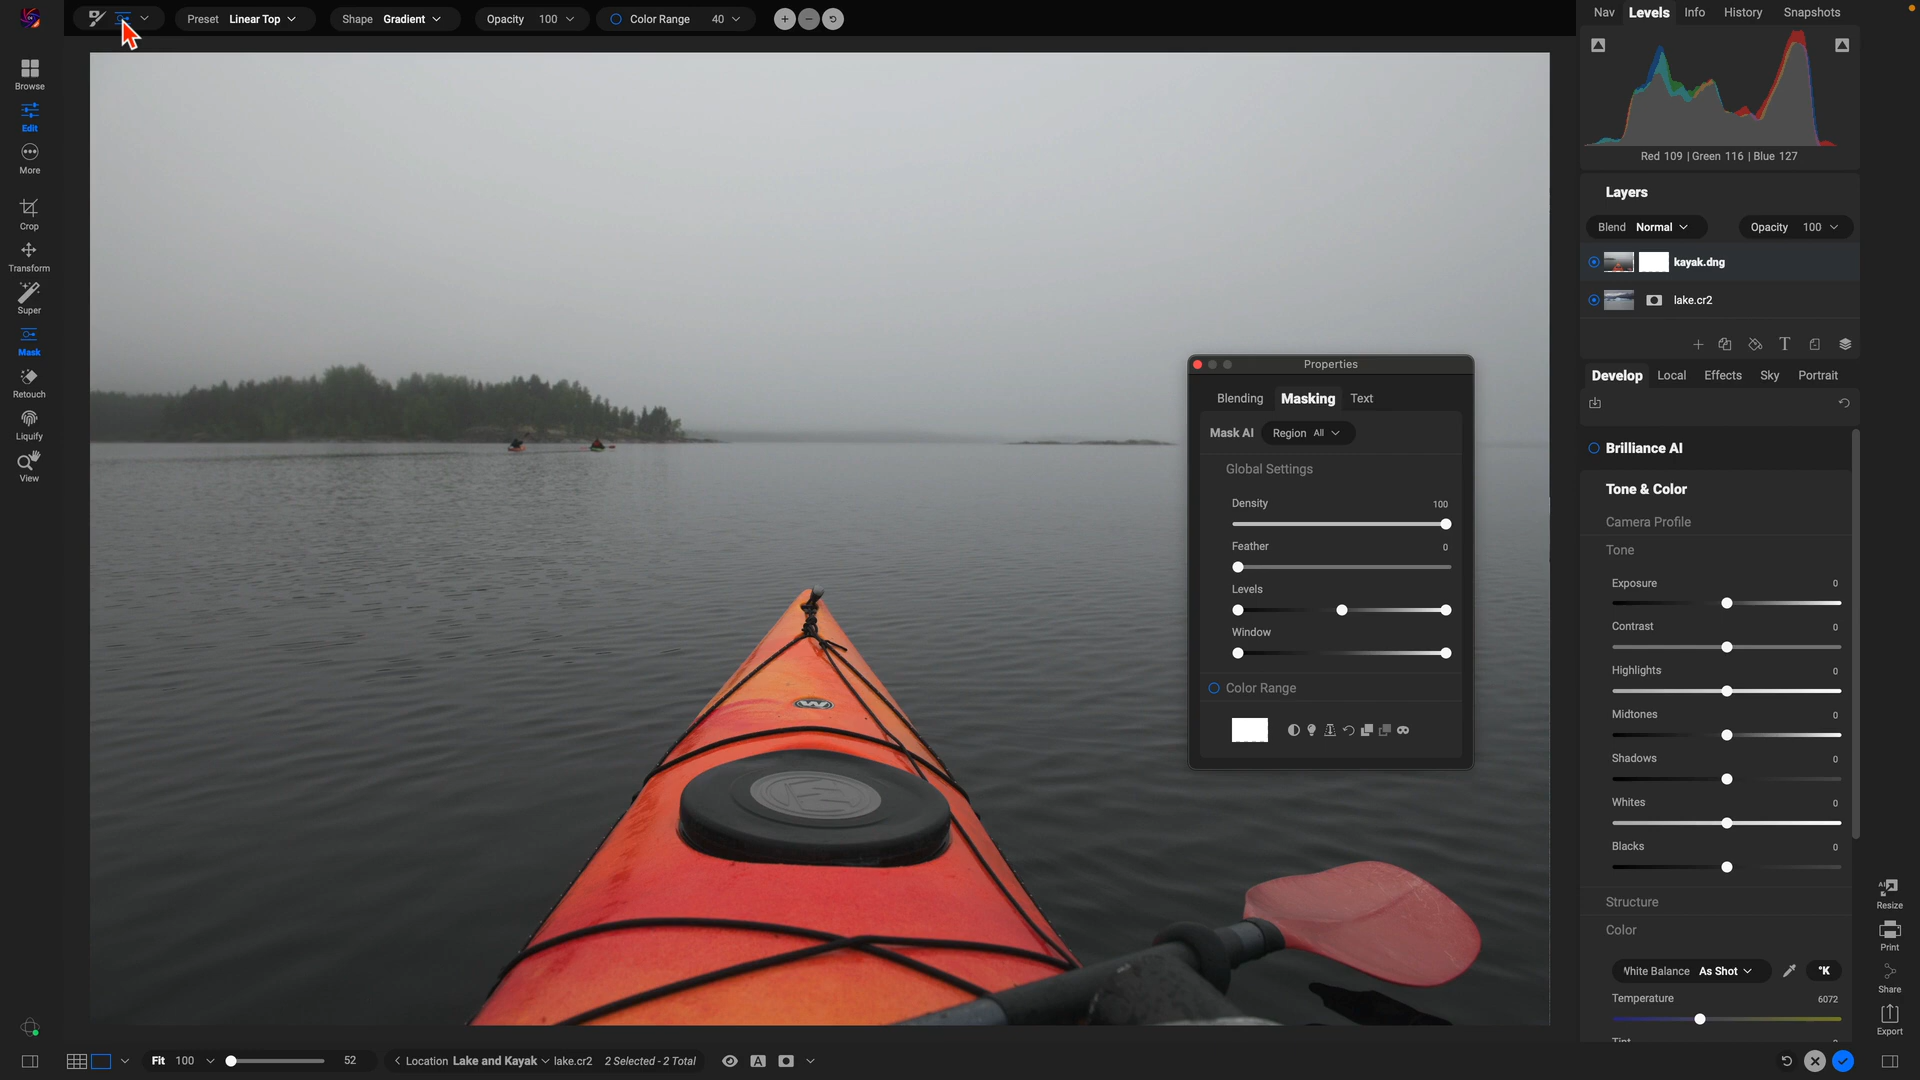 Preset Linear Top
Shape Gradient
Opacity 100
Color Range 40
Nav Levels Info History Snapshots
Browse
Edit
More
Crop
Transform
Super
Mask
Retouch
Liquify
View
Red 109 | Green 116 | Blue 127
Layers
Blend Normal
Opacity 100
kayak.dng
lake.cr2
Develop Local Effects Sky Portrait
Brilliance AI
Tone & Color
Camera Profile
Tone
Exposure 0
Contrast 0
Highlights 0
Midtones 0
Shadows 0
Whites 0
Blacks 0
Structure
Color
White Balance As Shot °K
Temperature 6072
Properties
Blending Masking Text
Mask AI Region All
Global Settings
Density 100
Feather 0
Levels
Window
Color Range
W
AI
Resize
Print
Share
Export
Fit 100 52 Location Lake and Kayak lake.cr2 2 Selected - 2 Total A